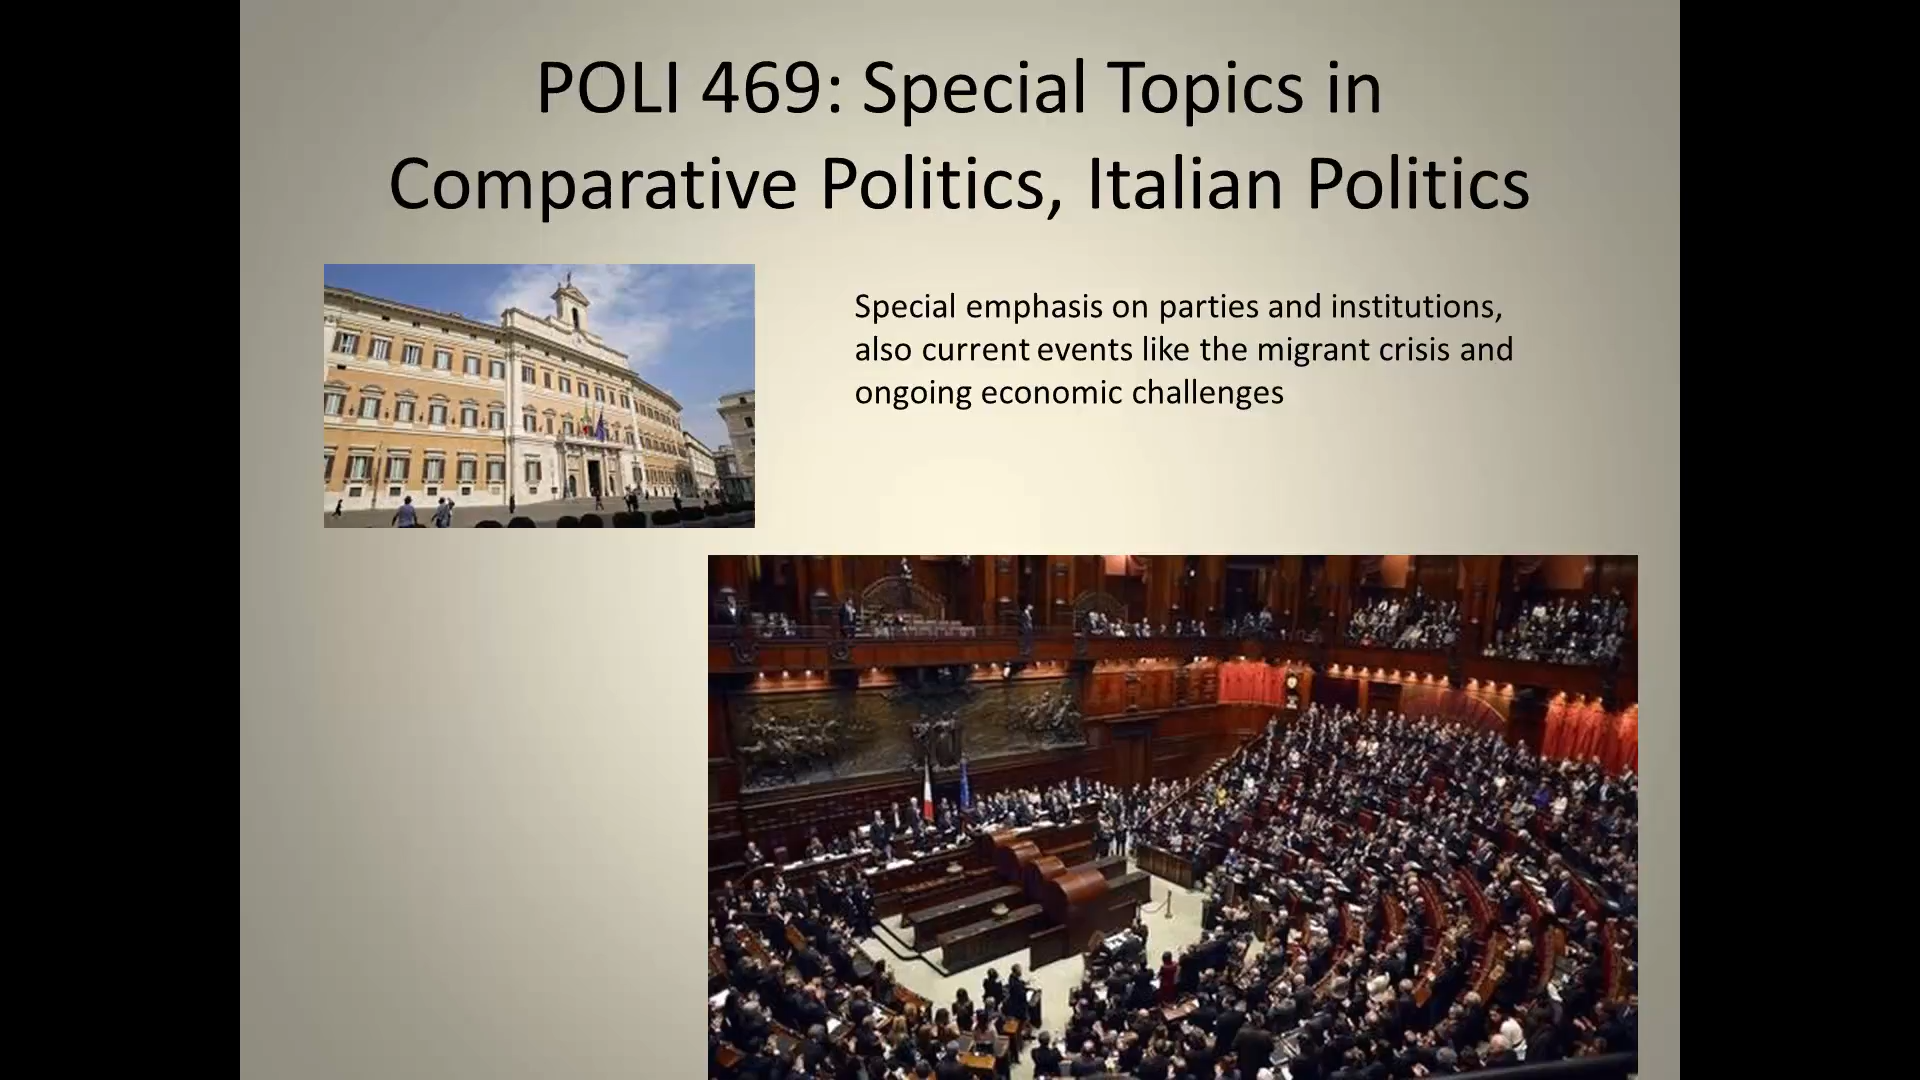 POLI 469: Special Topics in
Comparative Politics, Italian Politics
Special emphasis on parties and institutions,
also current events like the migrant crisis and
ongoing economic challenges